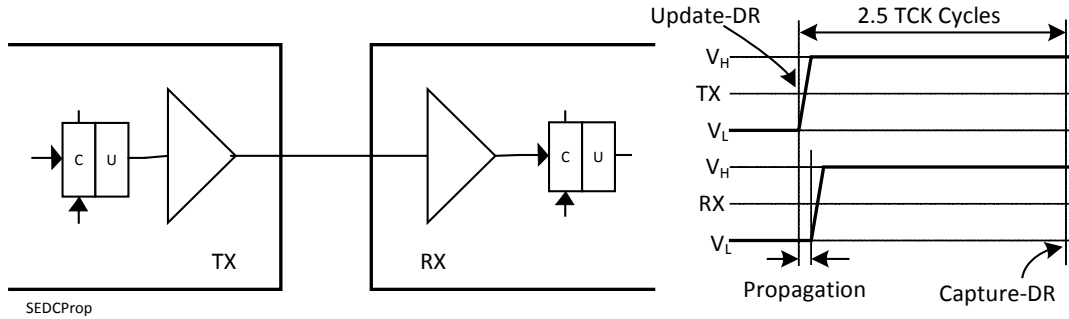 C U
TX
RX
C U
SEDCProp
Update-DR
2.5 TCK Cycles
VH
TX
VL
VH
RX
VL
Propagation
Capture-DR